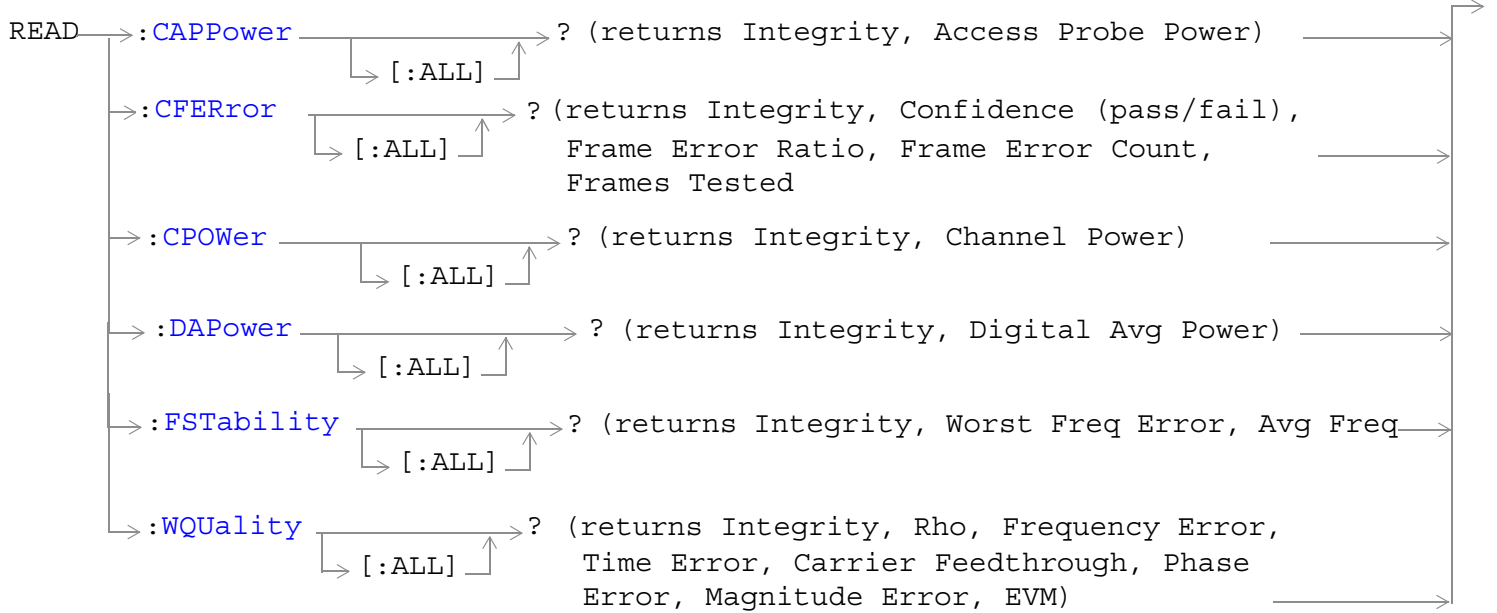 READ :CAPPower ? (returns Integrity, Access Probe Power)
[:ALL]
:CFERror ? (returns Integrity, Confidence (pass/fail),
[:ALL] Frame Error Ratio, Frame Error Count,
Frames Tested
:CPOWer ? (returns Integrity, Channel Power)
[:ALL]
:DAPower ? (returns Integrity, Digital Avg Power)
[:ALL]
:FSTability ? (returns Integrity, Worst Freq Error, Avg Freq
[:ALL]
:WQUality ? (returns Integrity, Rho, Frequency Error,
[:ALL] Time Error, Carrier Feedthrough, Phase
Error, Magnitude Error, EVM)